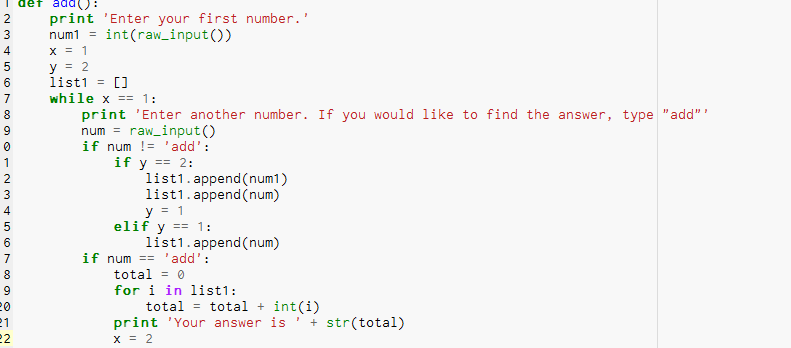 1 def add():
2     print 'Enter your first number.'
3     num1 = int(raw_input())
4     x = 1
5     y = 2
6     list1 = []
7     while x == 1:
8         print 'Enter another number. If you would like to find the answer, type "add"'
9         num = raw_input()
0         if num != 'add':
1             if y == 2:
2                 list1.append(num1)
3                 list1.append(num)
4                 y = 1
5             elif y == 1:
6                 list1.append(num)
7         if num == 'add':
8             total = 0
9             for i in list1:
20                 total = total + int(i)
21             print 'Your answer is ' + str(total)
22             x = 2